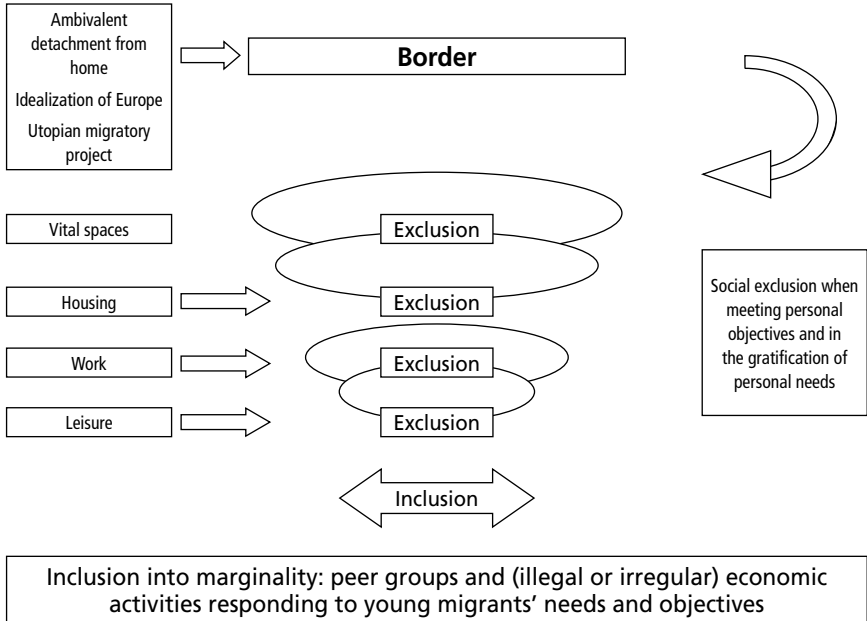 Ambivalent
detachment from
home
Idealization of Europe
Utopian migratory
project
Border
Vital spaces
Exclusion
Housing
Exclusion
Work
Exclusion
Leisure
Exclusion
Social exclusion when
meeting personal
objectives and in
the gratification of
personal needs
Inclusion
Inclusion into marginality: peer groups and (illegal or irregular) economic
activities responding to young migrants’ needs and objectives